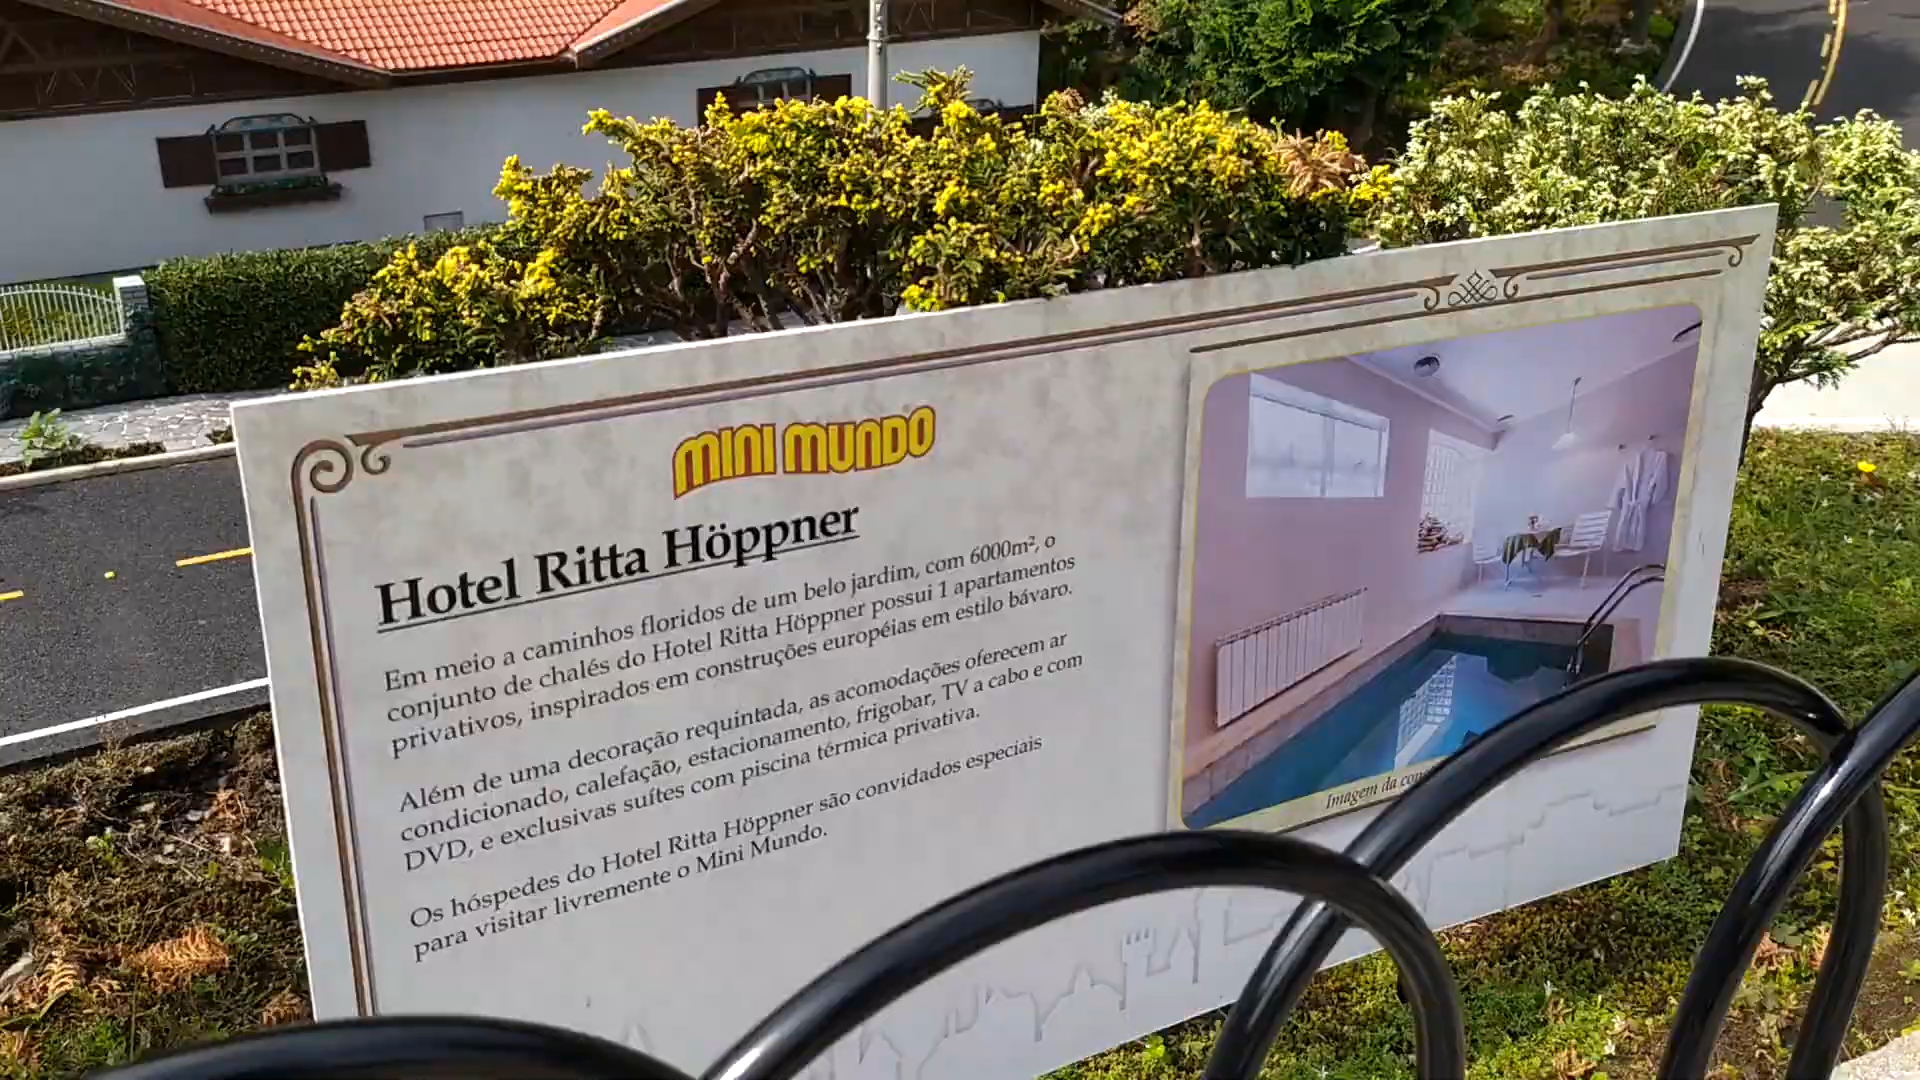 MINI MUNDO
Hotel Ritta Höppner
Em meio a caminhos floridos de um belo jardim, com 6000m², o
conjunto de chalés do Hotel Ritta Höppner possui 1 apartamentos
privativos, inspirados em construções européias em estilo bávaro.
Além de uma decoração requintada, as acomodações oferecem ar
condicionado, calefação, estacionamento, frigobar, TV a cabo e com
DVD, e exclusivas suítes com piscina térmica privativa.
Os hóspedes do Hotel Ritta Höppner são convidados especiais
para visitar livremente o Mini Mundo.
Imagem da